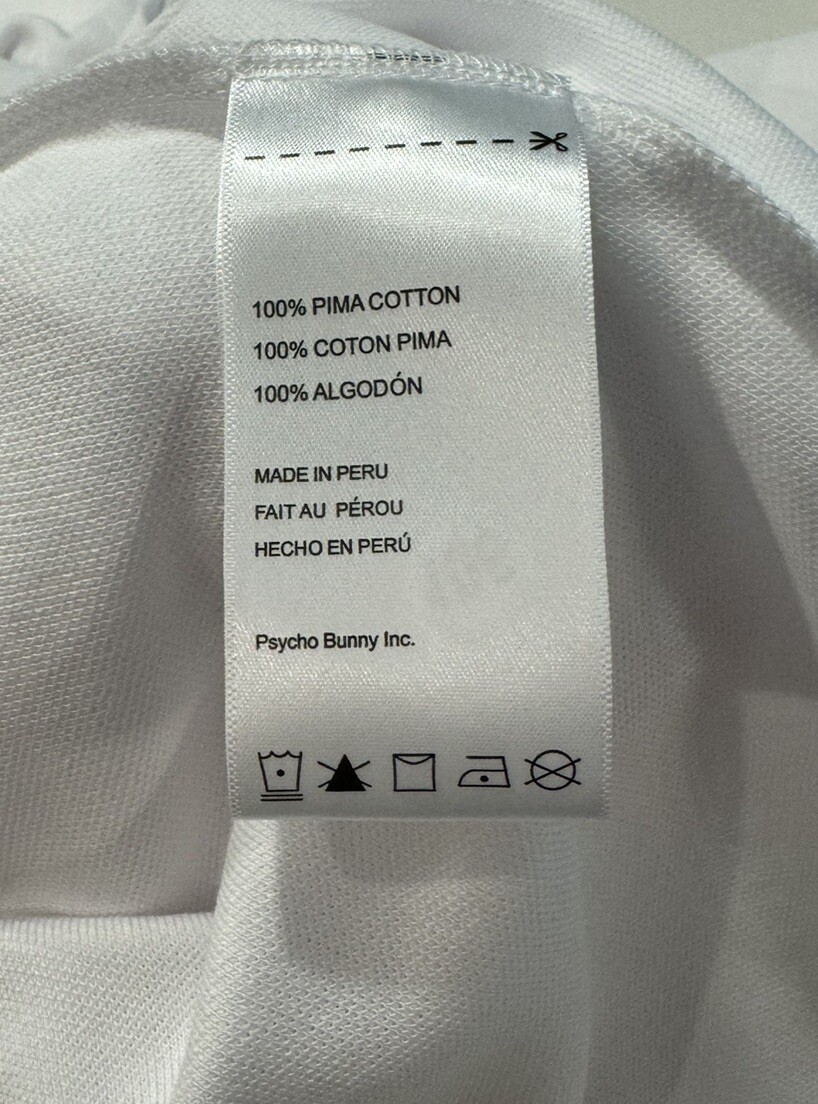 100% PIMA COTTON
100% COTON PIMA
100% ALGODÓN
MADE IN PERU
FAIT AU PÉROU
HECHO EN PERÚ
Psycho Bunny Inc.